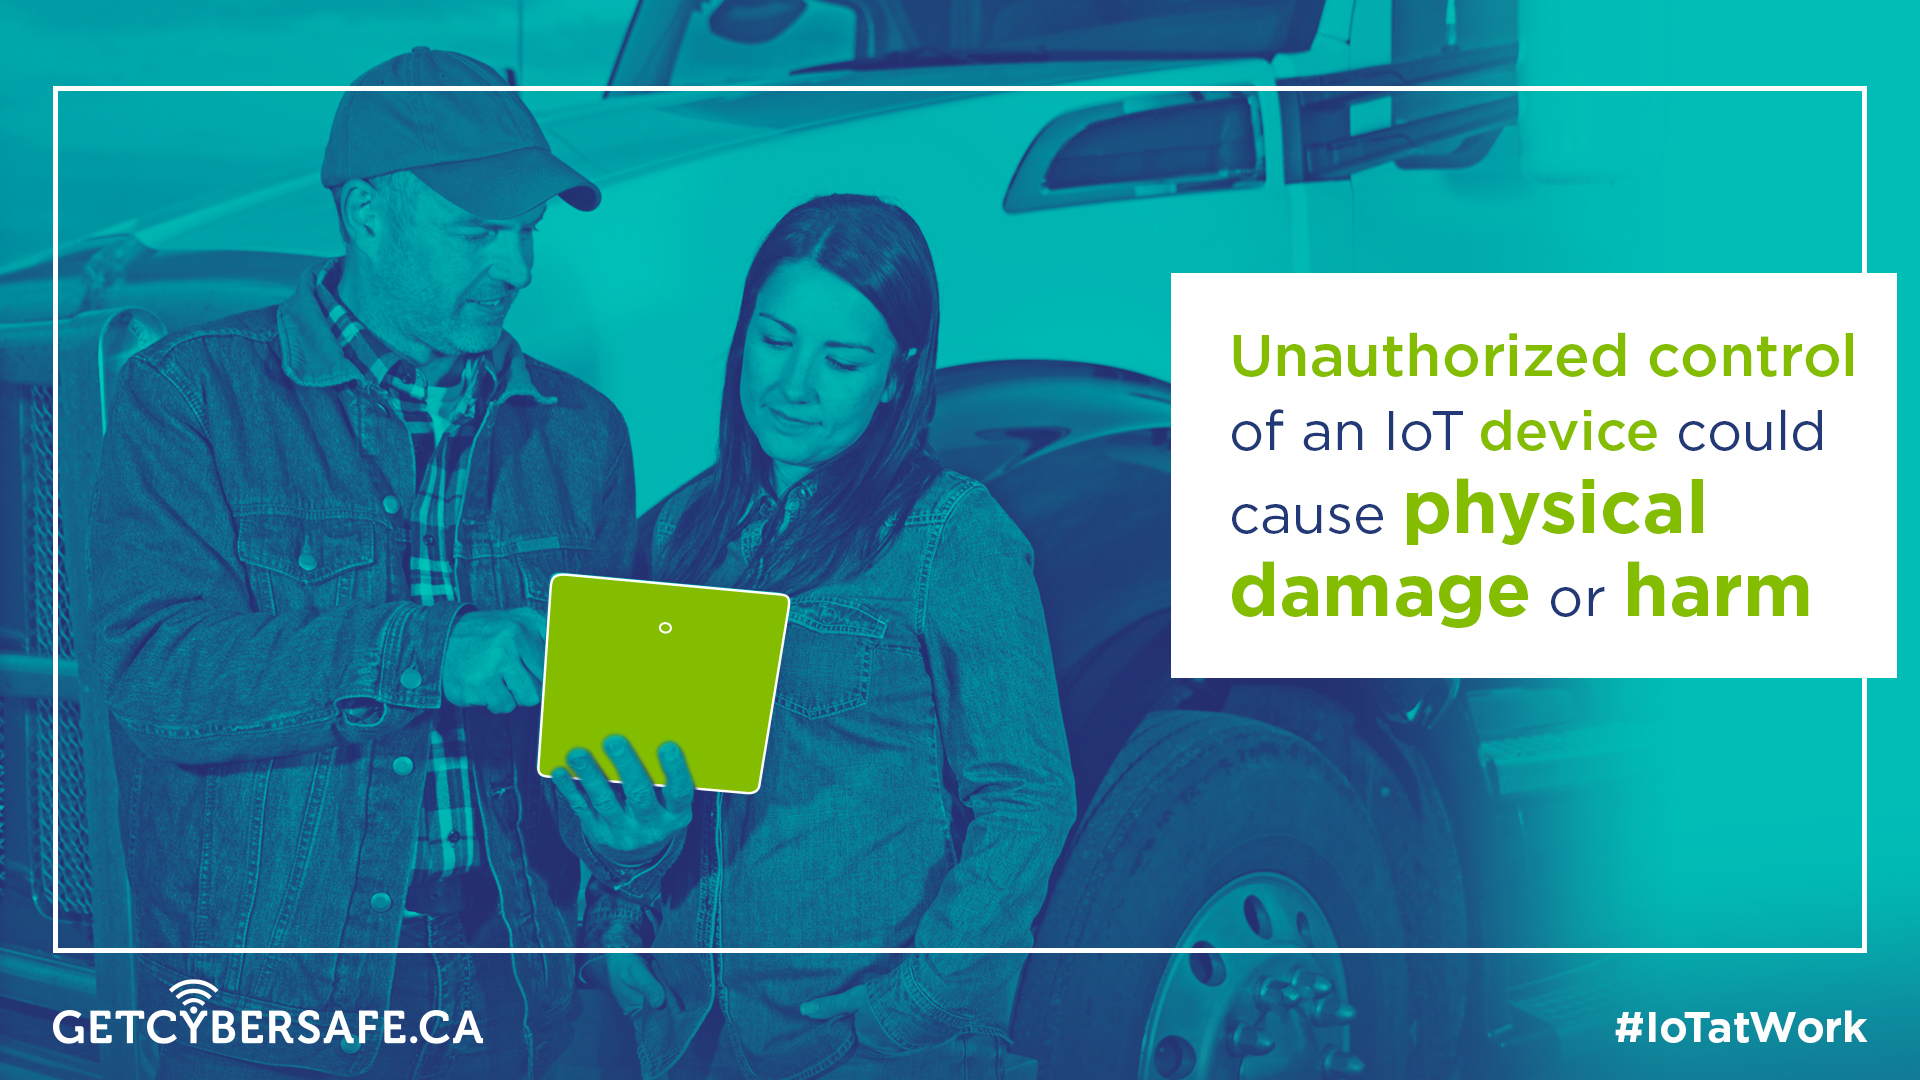 Unauthorized control
of an IoT device could
cause physical
damage or harm
GETCYBERSAFE.CA
#IoTatWork